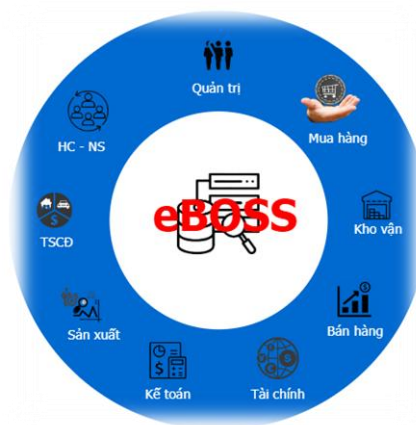 Quản trị
Mua hàng
Kho vận
Bán hàng
Tài chính
Kế toán
Sản xuất
TSCĐ
HC - NS
eBOSS